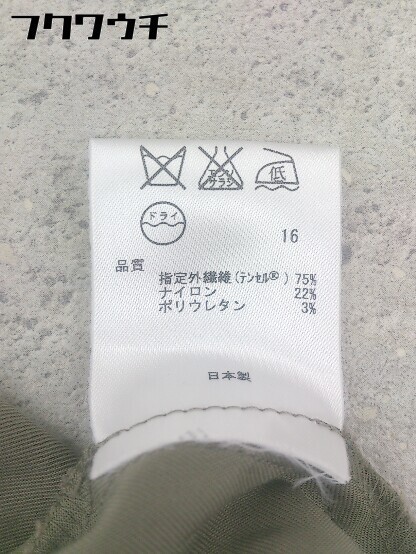 フクワウチ
エンソ
サラシ
低
ドライ
16
品質
指定外繊維(テンセル®) 75%
ナイロン 22%
ポリウレタン 3%
日本製